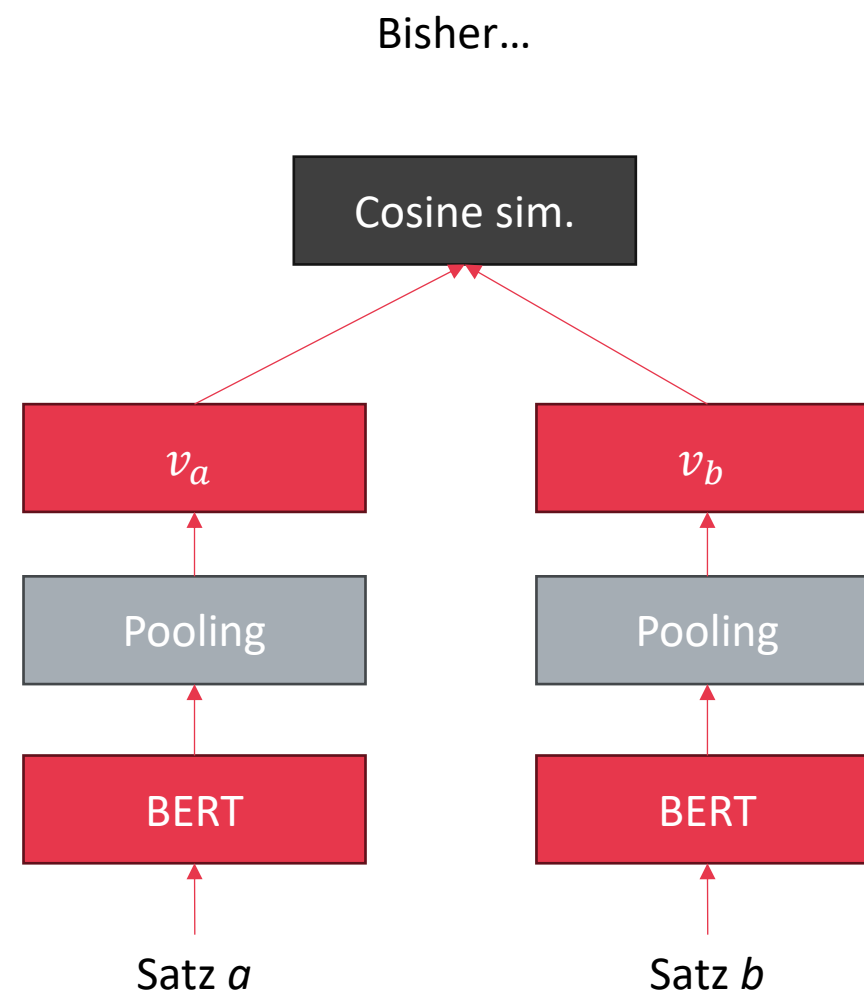 Bisher…
Cosine sim.
v_a v_b
Pooling Pooling
BERT BERT
Satz a Satz b